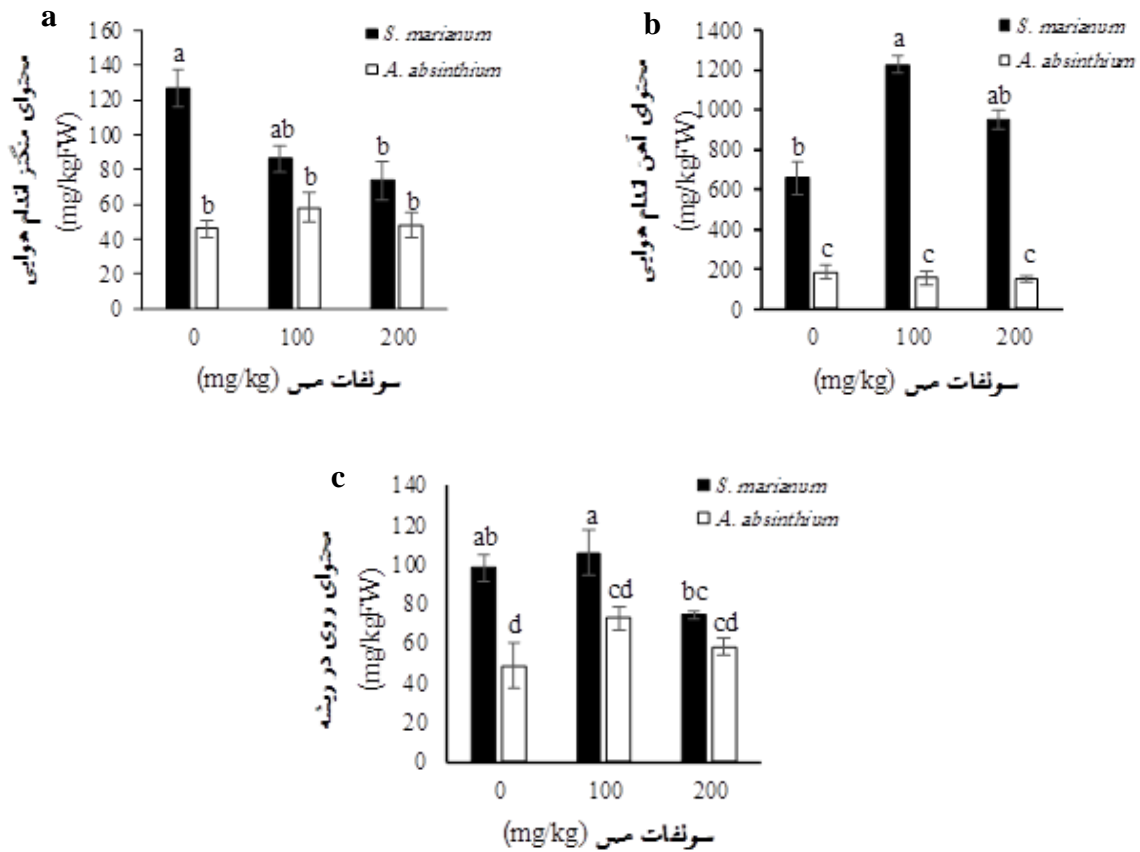 a
S. marianum
A. absinthium
محتوای منگنز اندام هوایی
(mg/kgFW)
160
140
120
100
80
60
40
20
0
a
b
ab
b
b
b
0
100
200
سولفات مس (mg/kg)
b
S. marianum
A. absinthium
محتوای آهن اندام هوایی
(mg/kgFW)
1400
1200
1000
800
600
400
200
0
c
a
c
ab
c
0
100
200
سولفات مس (mg/kg)
c
S. marianum
A. absinthium
محتوای روی در ریشه
(mg/kgFW)
140
120
100
80
60
40
20
0
ab
d
a
cd
bc
cd
0
100
200
سولفات مس (mg/kg)